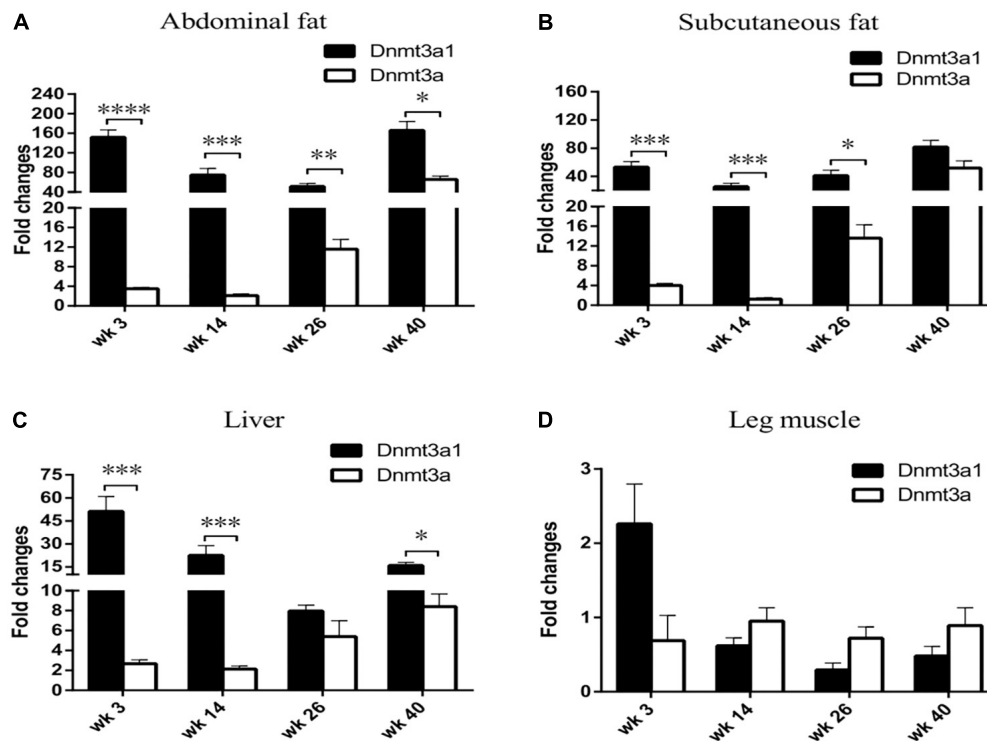 A
Abdominal fat
Dnmt3a1
Dnmt3a
Fold changes
240
200
160
120
80
40
20
16
12
8
4
0
****
***
**
*
wk 3
wk 14
wk 26
wk 40
B
Subcutaneous fat
Dnmt3a1
Dnmt3a
Fold changes
160
120
80
40
20
16
12
8
4
0
***
***
*
wk 3
wk 14
wk 26
wk 40
C
Liver
Dnmt3a1
Dnmt3a
Fold changes
75
60
45
30
15
10
8
6
4
2
0
***
***
*
wk 3
wk 14
wk 26
wk 40
D
Leg muscle
Dnmt3a1
Dnmt3a
Fold changes
3
2
1
0
wk 3
wk 14
wk 26
wk 40